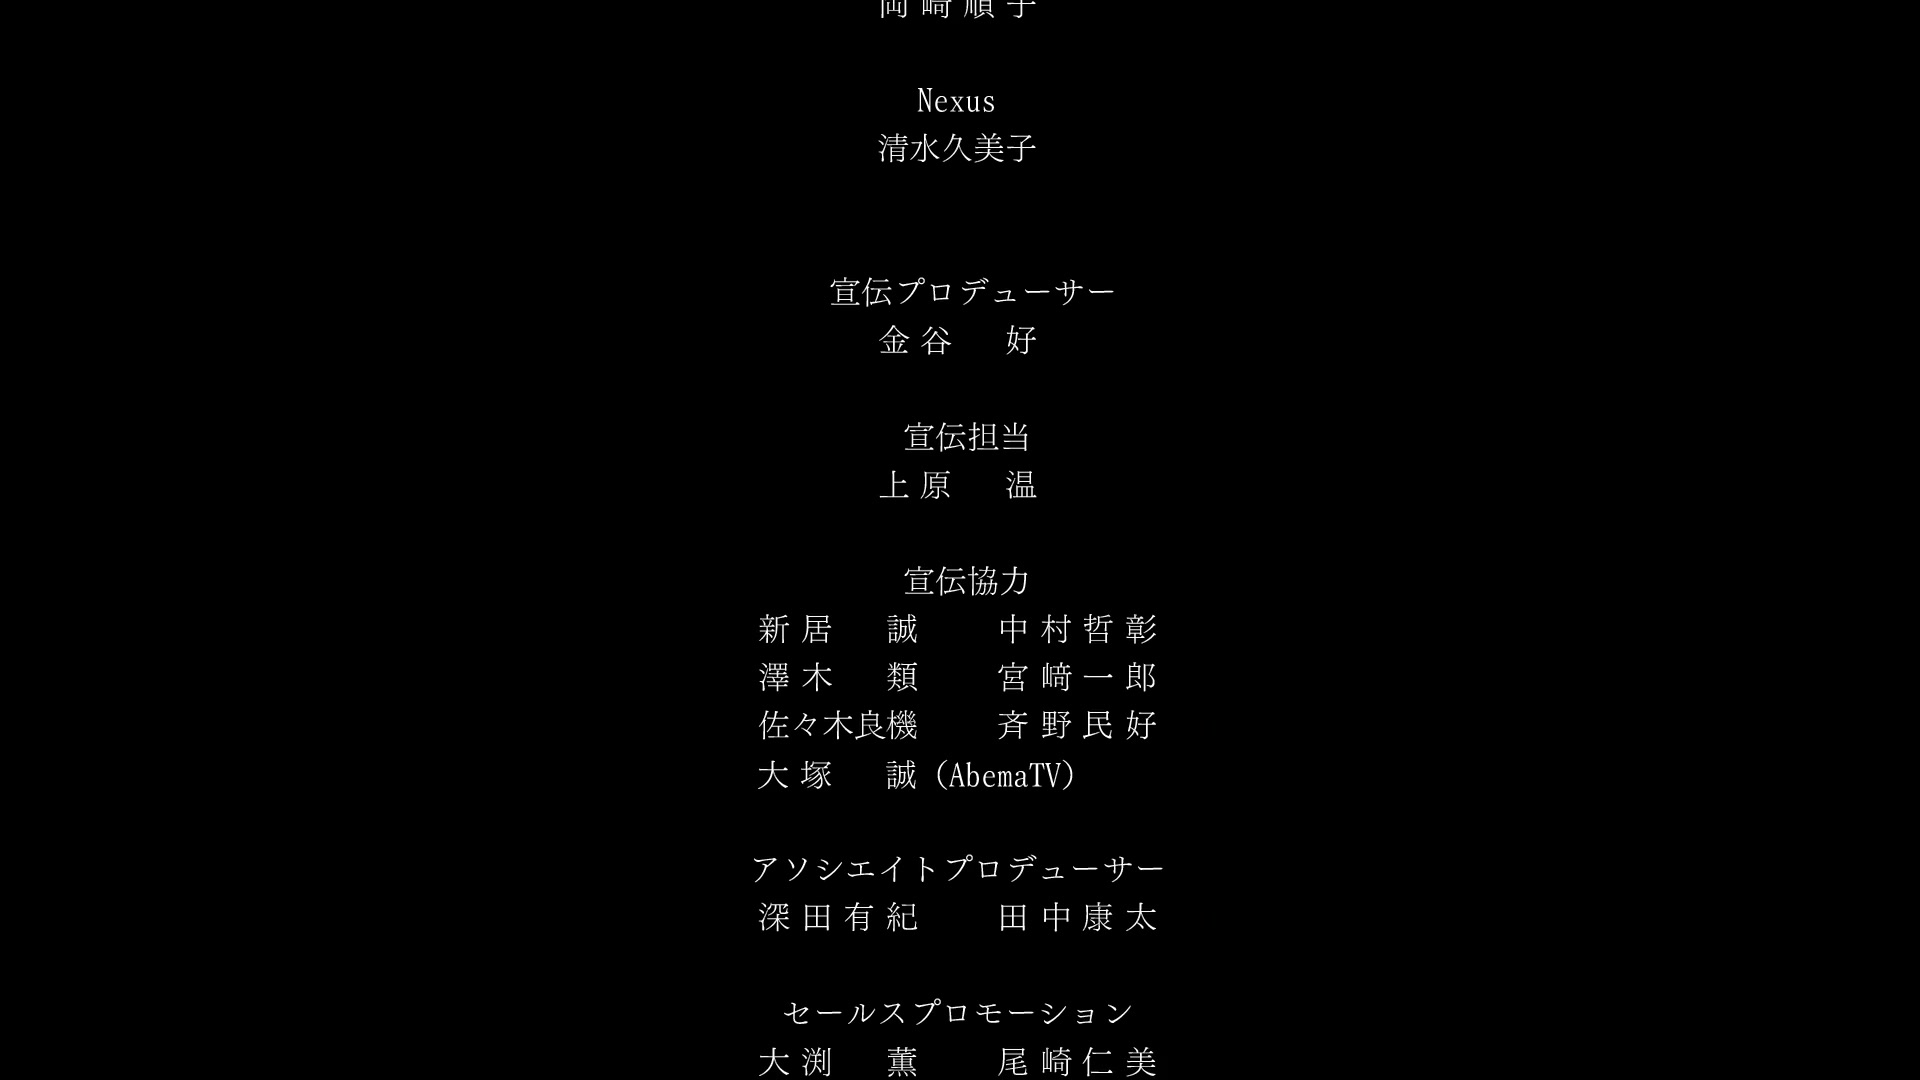 岡崎順子
Nexus
清水久美子
宣伝プロデューサー
金谷　好
宣伝担当
上原　温
宣伝協力
新居　誠　中村哲彰
澤木　類　宮﨑一郎
佐々木良機　斉野民好
大塚　誠（AbemaTV）
アソシエイトプロデューサー
深田有紀　田中康太
セールスプロモーション
大渕　薫　尾崎仁美